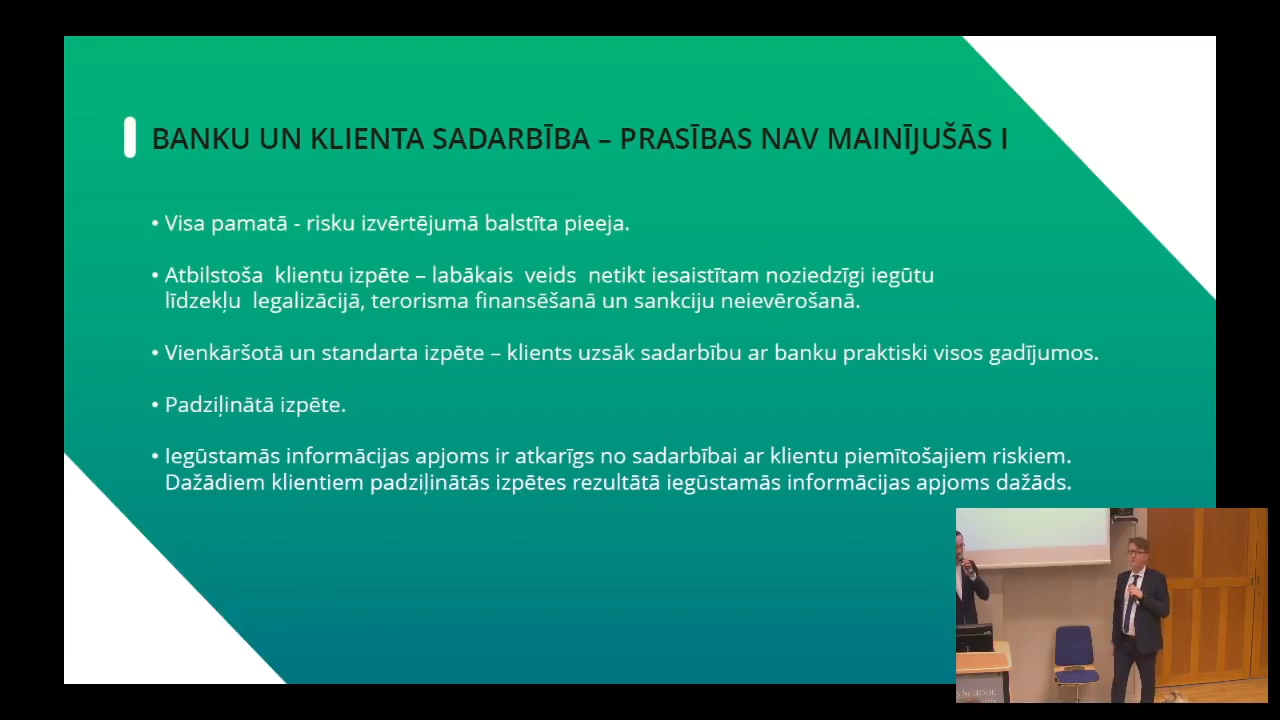 BANKU UN KLIENTA SADARBĪBA – PRASĪBAS NAV MAINĪJUŠĀS I
• Visa pamatā - risku izvērtējumā balstīta pieeja.
• Atbilstoša klientu izpēte – labākais veids netikt iesaistītam noziedzīgi iegūtu
līdzekļu legalizācijā, terorisma finansēšanā un sankciju neievērošanā.
• Vienkāršotā un standarta izpēte – klients uzsāk sadarbību ar banku praktiski visos gadījumos.
• Padziļinātā izpēte.
• Iegūstamās informācijas apjoms ir atkarīgs no sadarbībai ar klientu piemītošajiem riskiem.
Dažādiem klientiem padziļinātās izpētes rezultātā iegūstamās informācijas apjoms dažāds.
SCHOOL